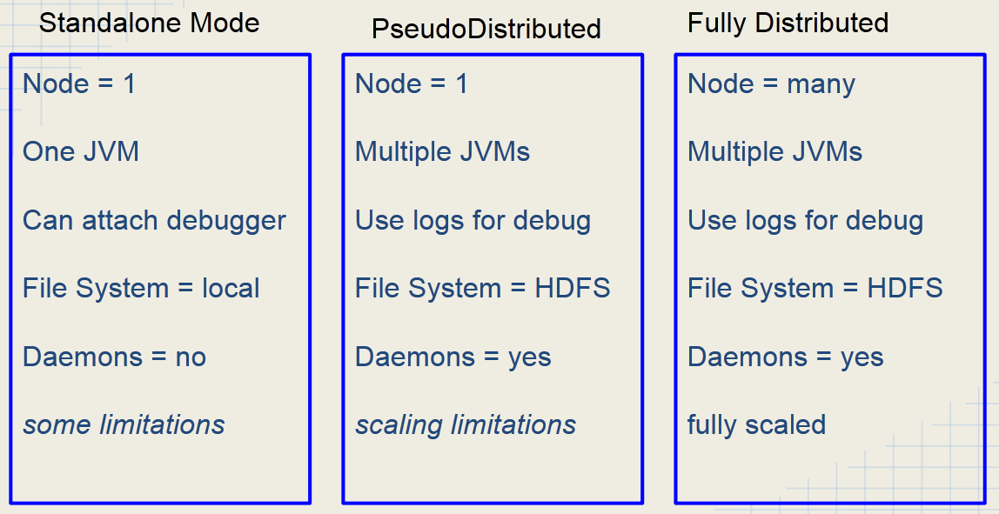 Standalone Mode
Node = 1
One JVM
Can attach debugger
File System = local
Daemons = no
some limitations
PseudoDistributed
Node = 1
Multiple JVMs
Use logs for debug
File System = HDFS
Daemons = yes
scaling limitations
Fully Distributed
Node = many
Multiple JVMs
Use logs for debug
File System = HDFS
Daemons = yes
fully scaled